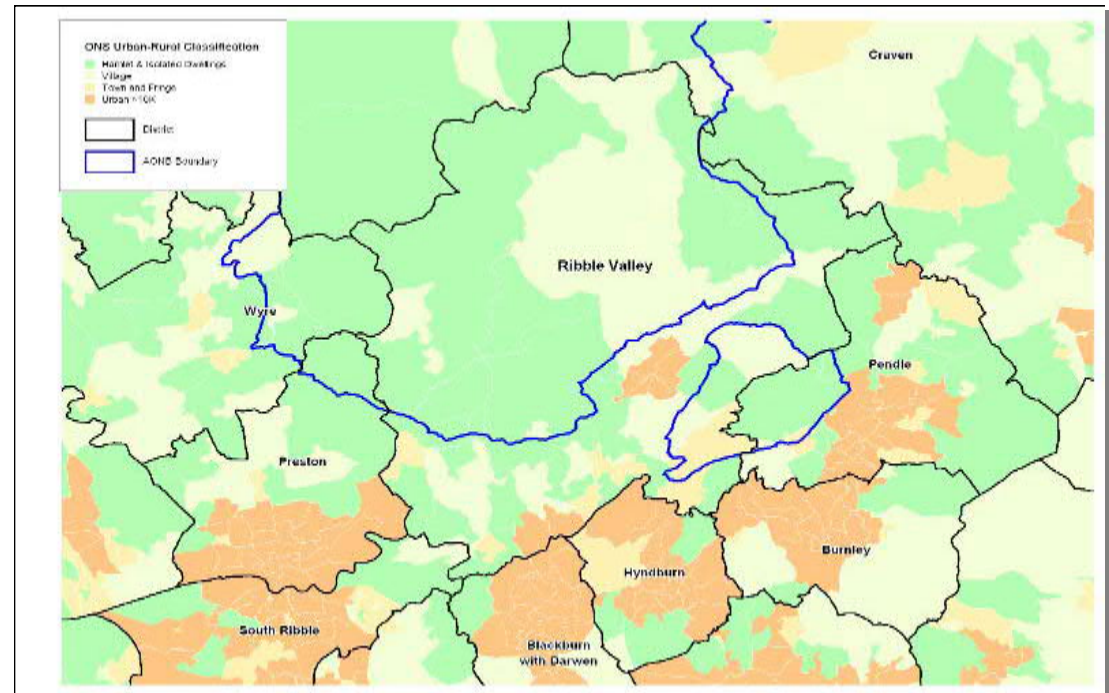 ONS Urban-Rural Classification
Hamlet & Isolated Dwellings
Village
Town and Fringe
Urban >10K
District
AONB Boundary
Craven
Ribble Valley
Wyre
Pendle
Preston
Burnley
Hyndburn
South Ribble
Blackburn
with Darwen